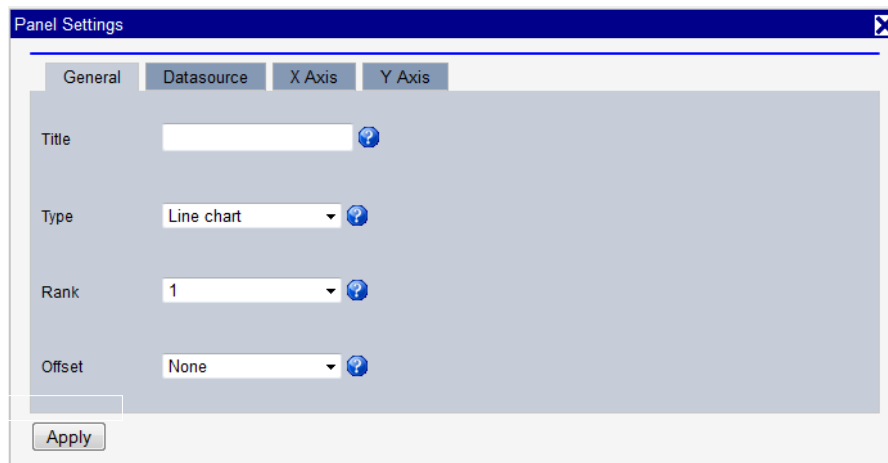 Panel Settings
General Datasource X Axis Y Axis
Title
Type Line chart
Rank 1
Offset None
Apply